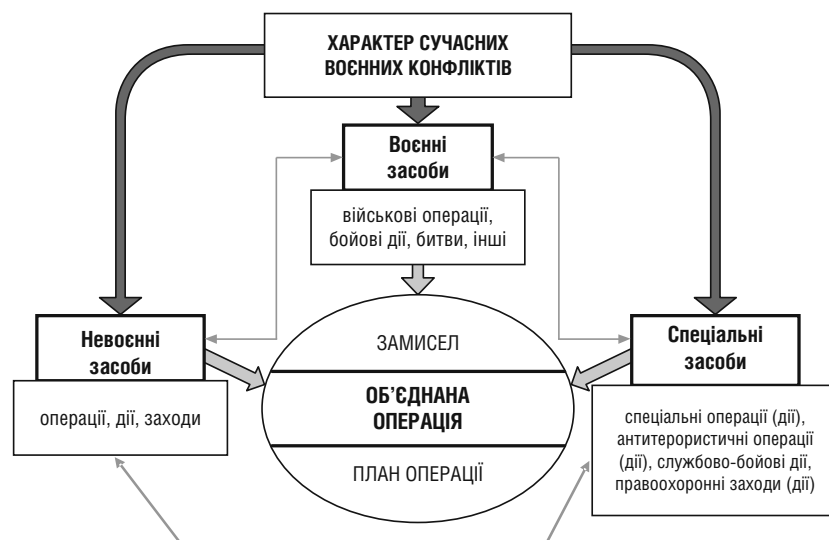 ХАРАКТЕР СУЧАСНИХ
ВОЄННИХ КОНФЛІКТІВ
Воєнні
засоби
військові операції,
бойові дії, битви, інші
Невоєнні
засоби
операції, дії, заходи
ЗАМИСЕЛ
ОБ’ЄДНАНА
ОПЕРАЦІЯ
ПЛАН ОПЕРАЦІЇ
Спеціальні
засоби
спеціальні операції (дії),
антитерористичні операції
(дії), службово-бойові дії,
правоохоронні заходи (дії)